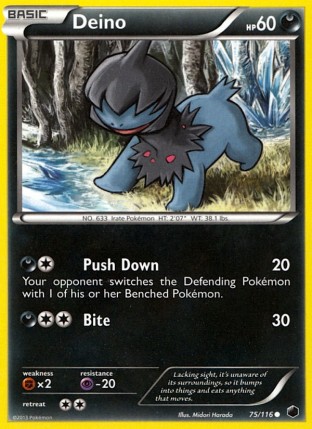 BASIC
Deino
HP60
NO. 633 Irate Pokémon HT: 2'07" WT: 38.1 lbs.
Push Down 20
Your opponent switches the Defending Pokémon
with 1 of his or her Benched Pokémon.
Bite 30
weakness
×2
resistance
-20
retreat
Lacking sight, it's unaware of
its surroundings, so it bumps
into things and eats anything
that moves.
©2013 Pokémon
Illus. Midori Harada
75/116